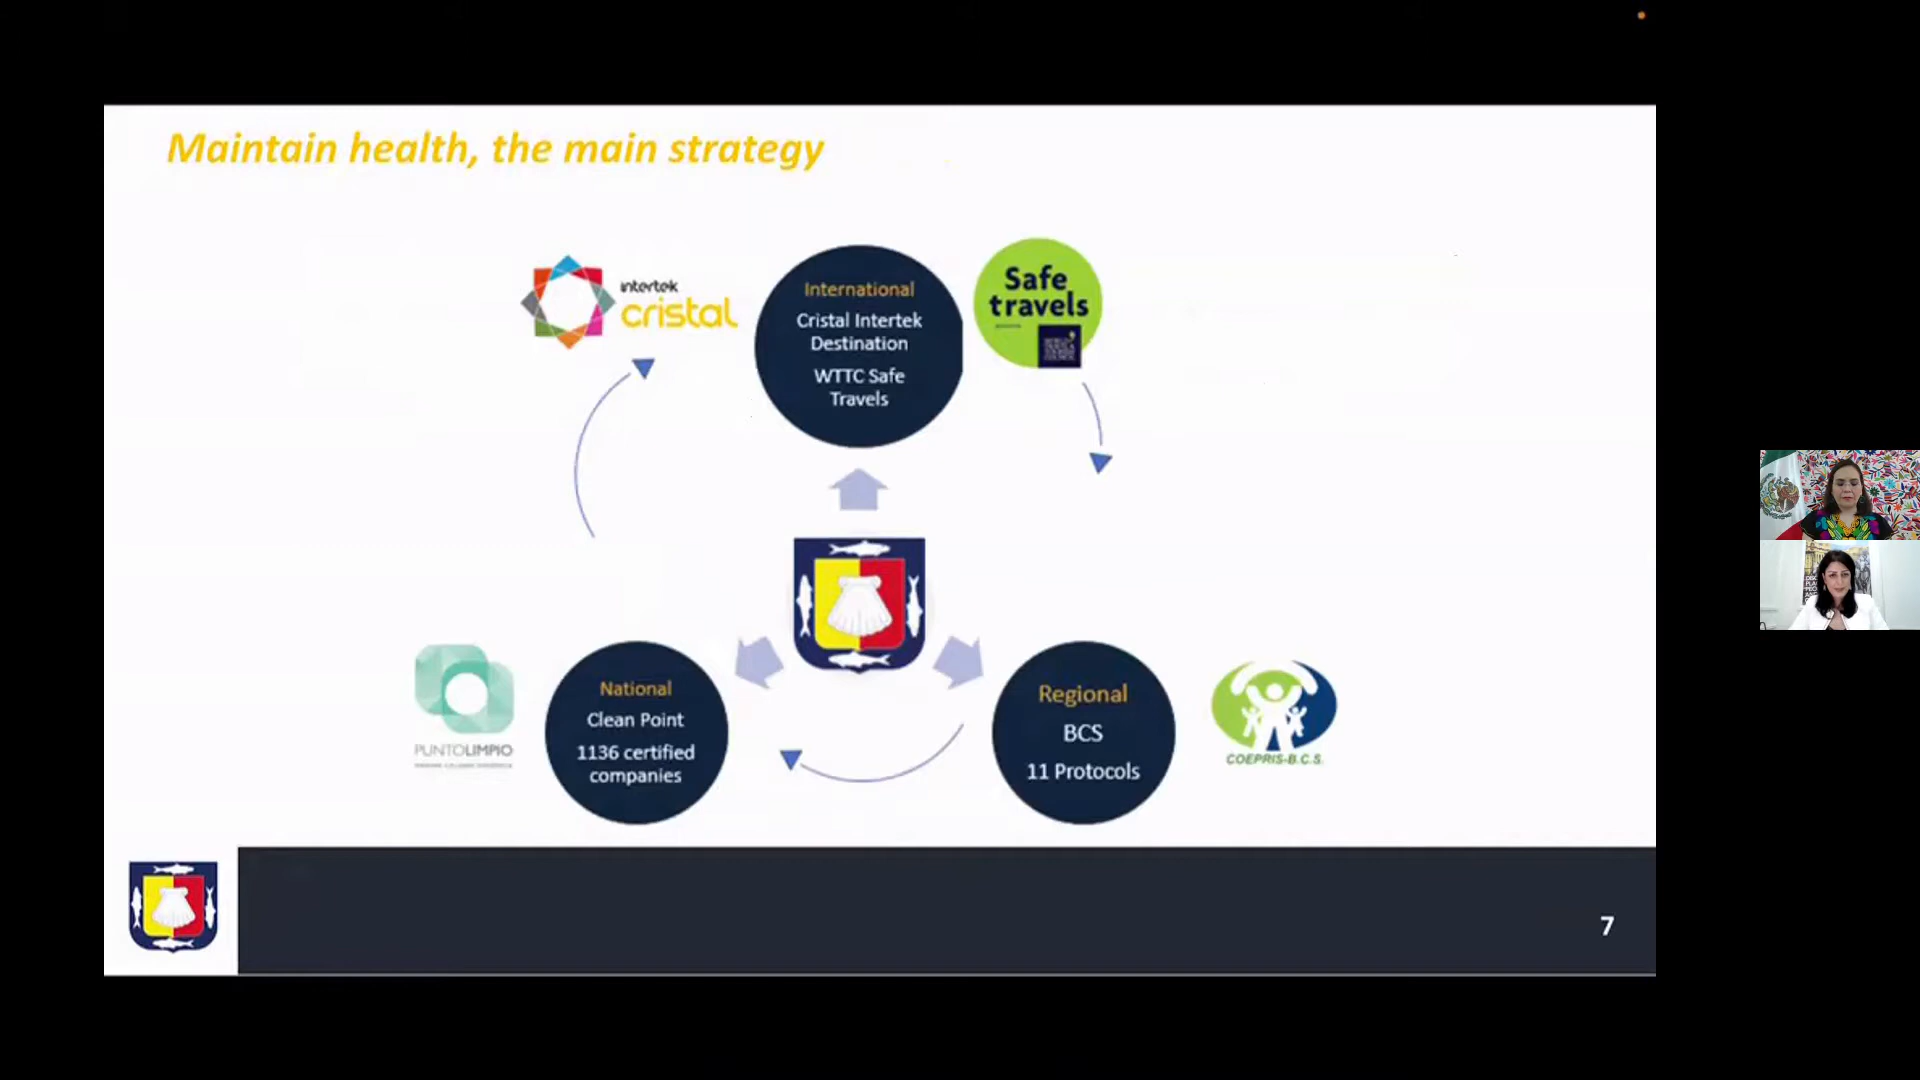 Maintain health, the main strategy
intertek
cristal
International
Cristal Intertek
Destination
WTTC Safe
Travels
Safe
travels
PUNTOLIMPIO
National
Clean Point
1136 certified
companies
Regional
BCS
11 Protocols
COEPRIS-B.C.S.
7